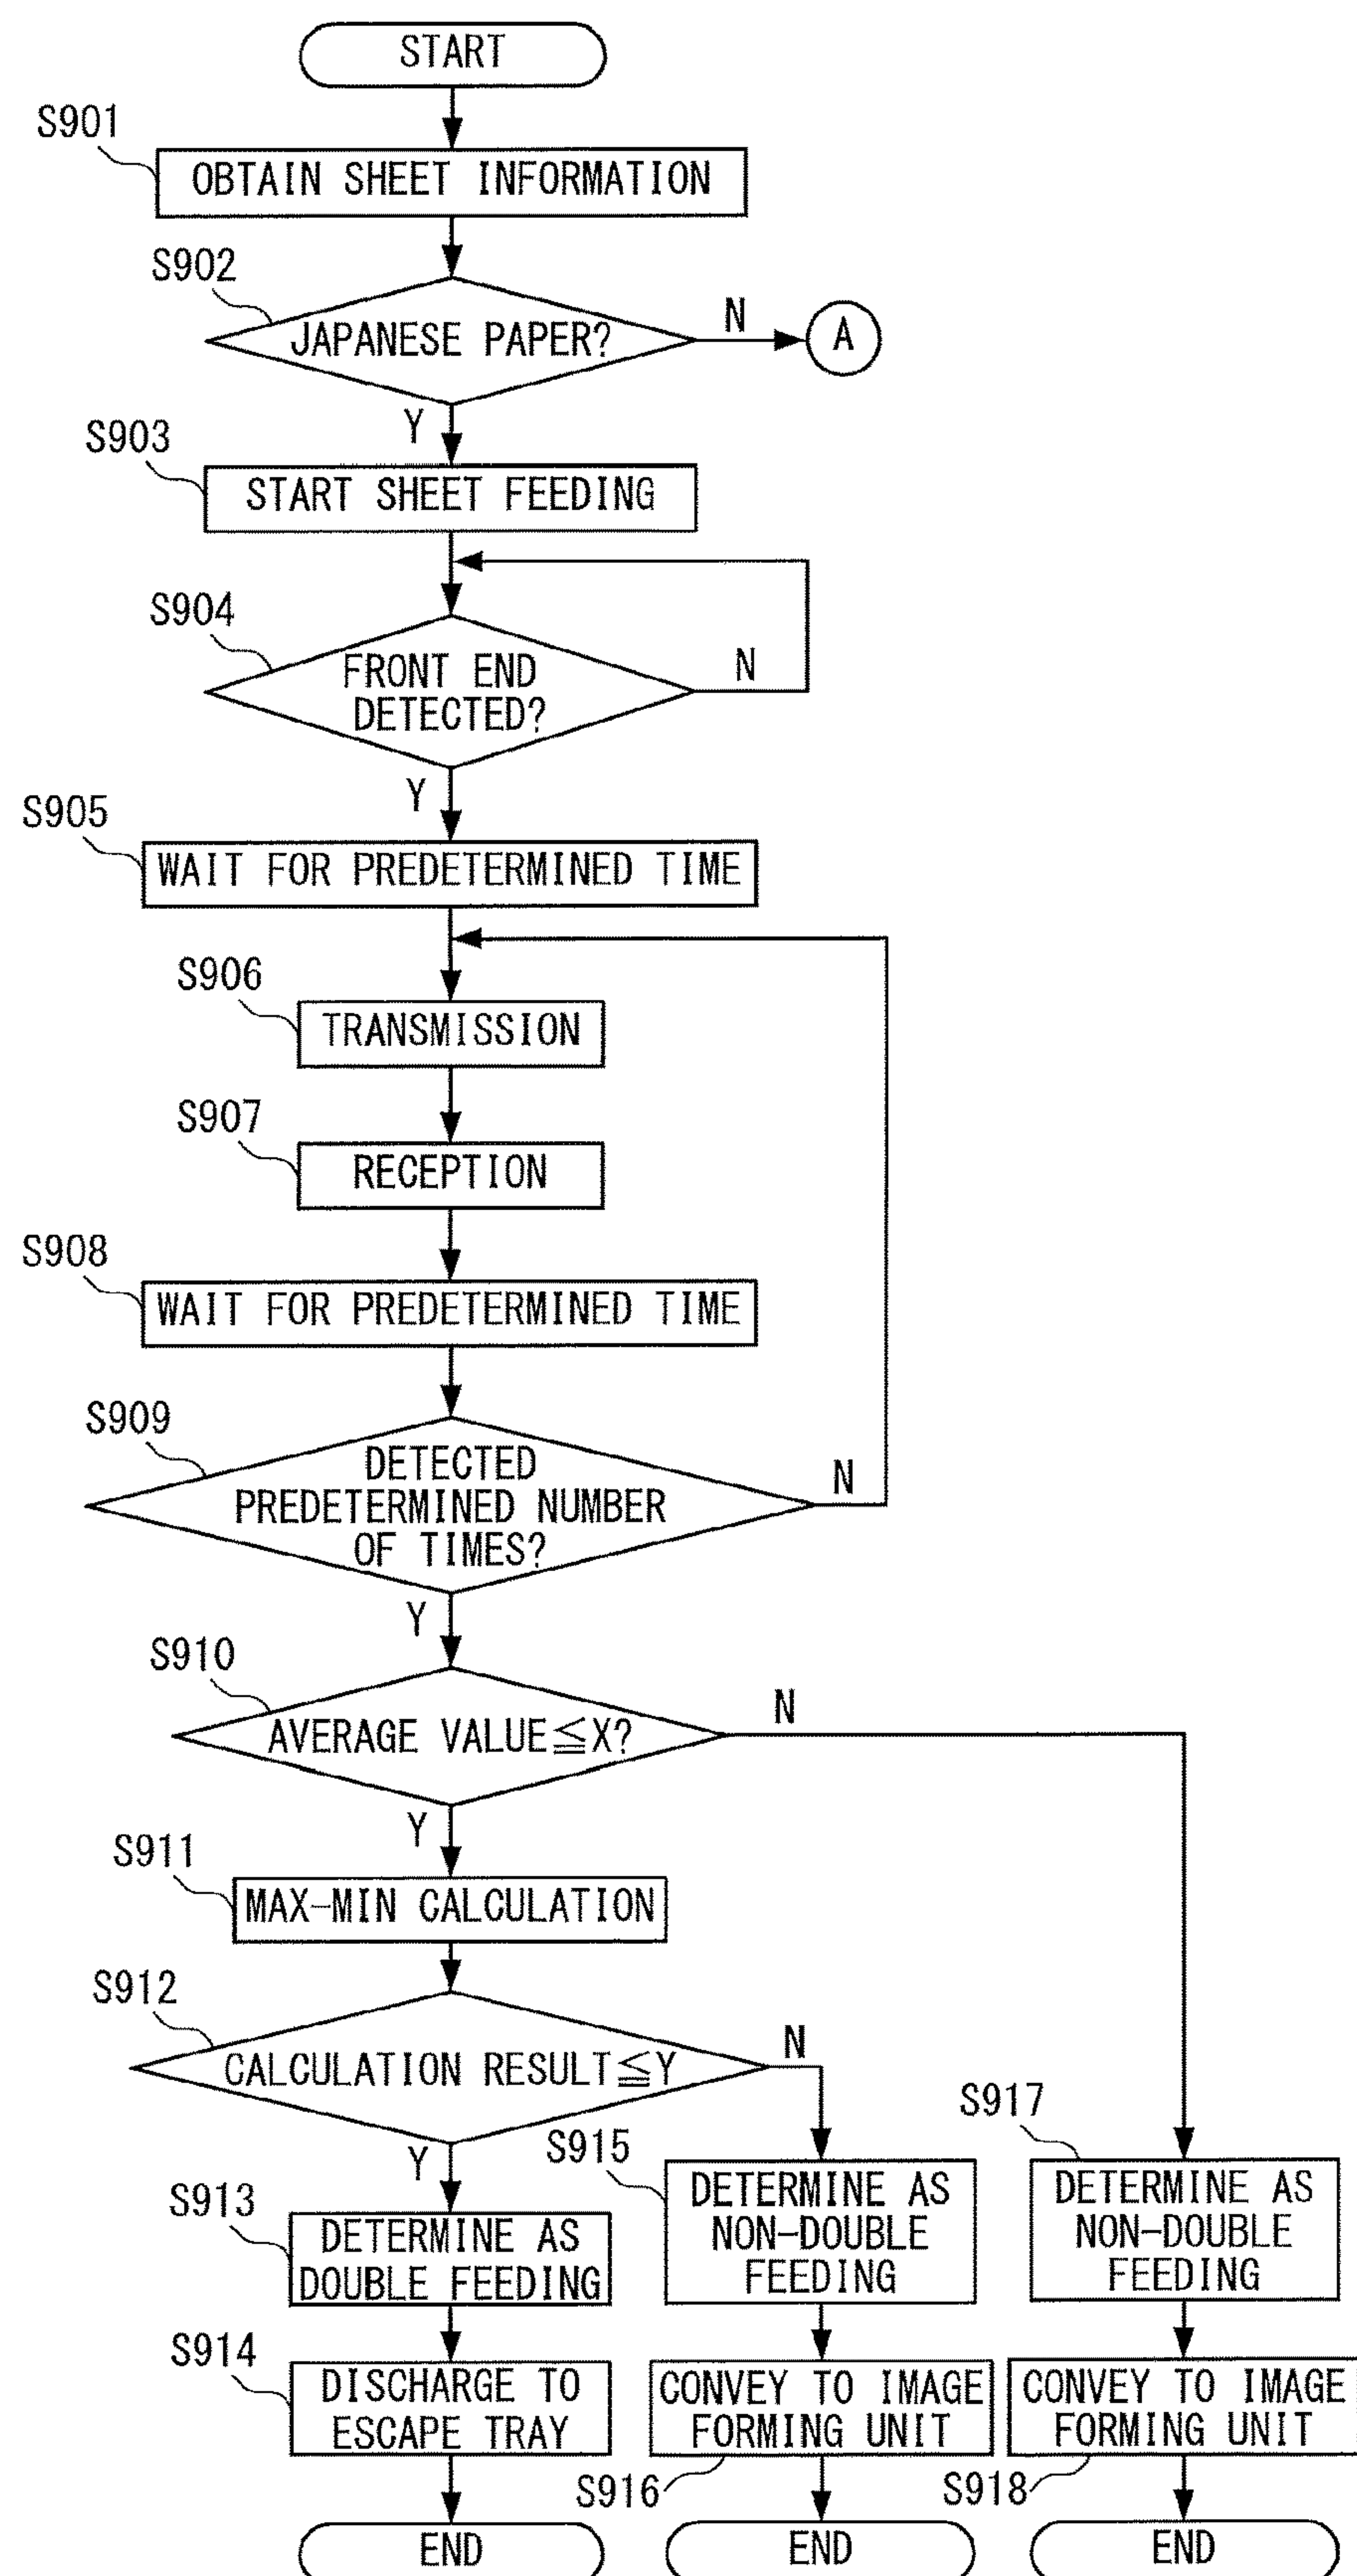 START
S901
OBTAIN SHEET INFORMATION
S902
JAPANESE PAPER?
N
A
Y
S903
START SHEET FEEDING
S904
FRONT END
DETECTED?
N
Y
S905
WAIT FOR PREDETERMINED TIME
S906
TRANSMISSION
S907
RECEPTION
S908
WAIT FOR PREDETERMINED TIME
S909
DETECTED
PREDETERMINED NUMBER
OF TIMES?
N
Y
S910
AVERAGE VALUE≦X?
N
Y
S911
MAX-MIN CALCULATION
S912
CALCULATION RESULT≦Y
N
Y
S913
DETERMINE AS
DOUBLE FEEDING
S914
DISCHARGE TO
ESCAPE TRAY
END
S915
DETERMINE AS
NON-DOUBLE
FEEDING
CONVEY TO IMAGE
FORMING UNIT
S916
END
S917
DETERMINE AS
NON-DOUBLE
FEEDING
CONVEY TO IMAGE
FORMING UNIT
S918
END